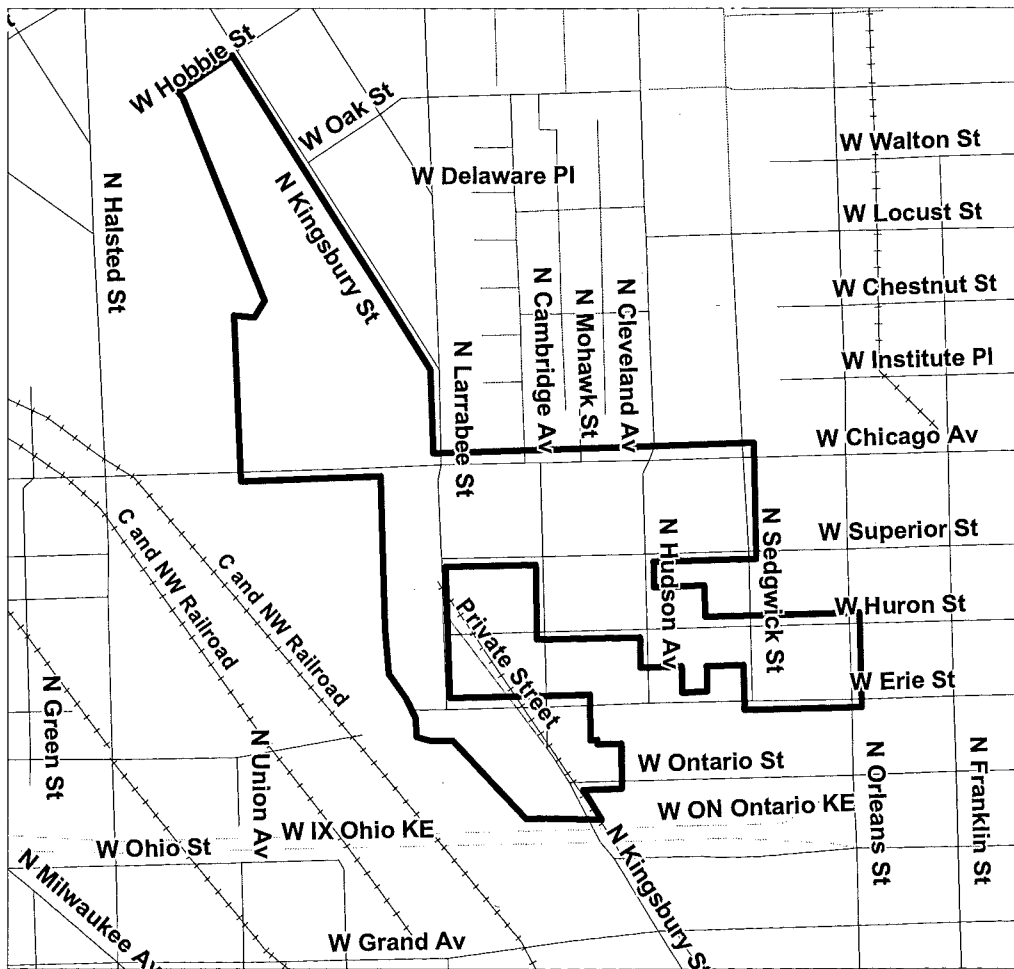 W Hobbie St
W Oak St
W Walton St
W Delaware Pl
N Halsted St
N Kingsbury St
W Locust St
W Chestnut St
N Cambridge Av
N Mohawk St
N Cleveland Av
N Larrabee St
W Institute Pl
W Chicago Av
C and NW Railroad
C and NW Railroad
N Hudson Av
N Sedgwick St
W Superior St
W Huron St
Private Street
W Erie St
N Green St
N Union Av
W Ontario St
N Orleans St
N Franklin St
W ON Ontario KE
W IX Ohio KE
W Ohio St
N Kingsbury St
N Milwaukee Av
W Grand Av